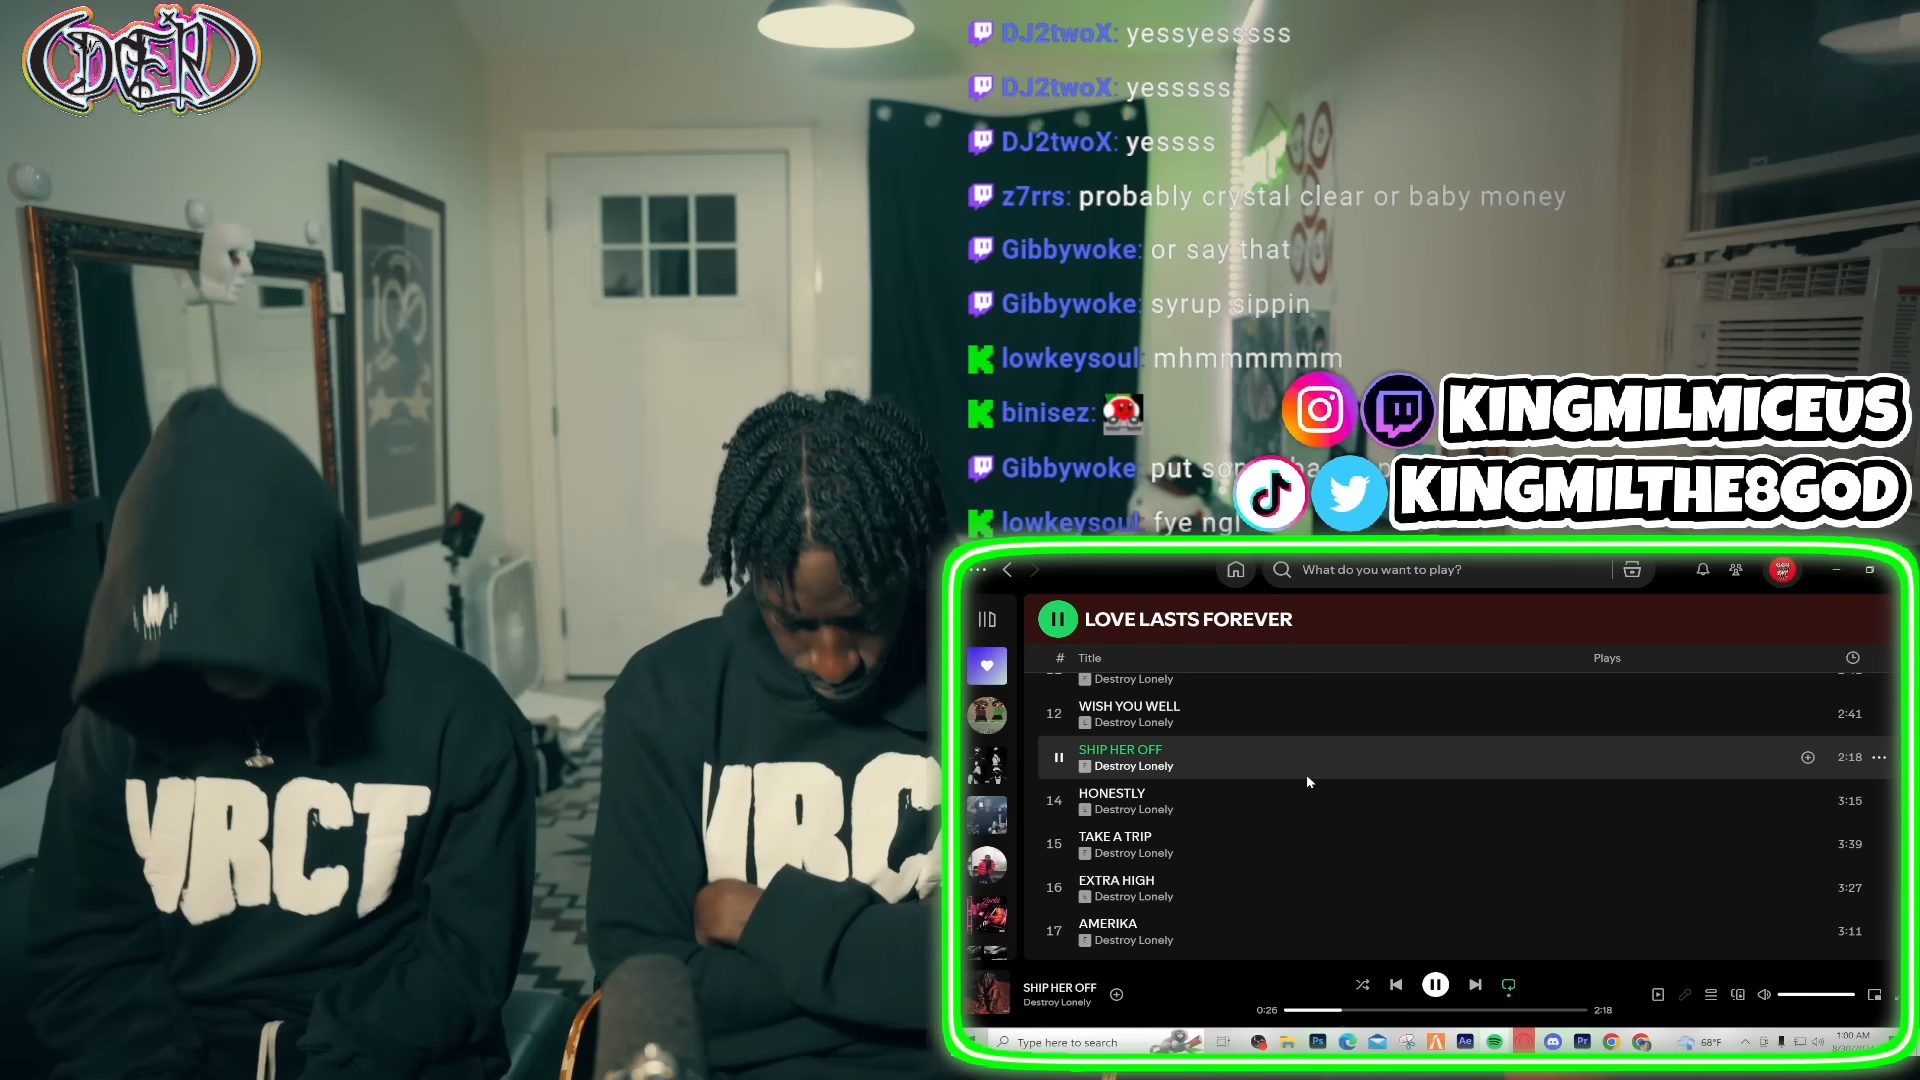 DJ2twoX: yessyesssss
DJ2twoX: yesssss
DJ2twoX: yessss
z7rrs: probably crystal clear or baby money
Gibbywoke: or say that
Gibbywoke: syrup sippin
lowkeysoul: mhmmmmmm
binisez:
Gibbywoke: put
lowkeysoul: fye ngl
KINGMILMICEUS
KINGMILTHE8GOD
VRCT
VRC
What do you want to play?
LOVE LASTS FOREVER
# Title Plays
E Destroy Lonely
12 WISH YOU WELL 2:41
E Destroy Lonely
SHIP HER OFF 2:18
E Destroy Lonely
14 HONESTLY 3:15
E Destroy Lonely
15 TAKE A TRIP 3:39
E Destroy Lonely
16 EXTRA HIGH 3:27
E Destroy Lonely
17 AMERIKA 3:11
E Destroy Lonely
SHIP HER OFF
Destroy Lonely
0:26 2:18
Type here to search
Ps
Ae
Pr
68°F
1:00 AM